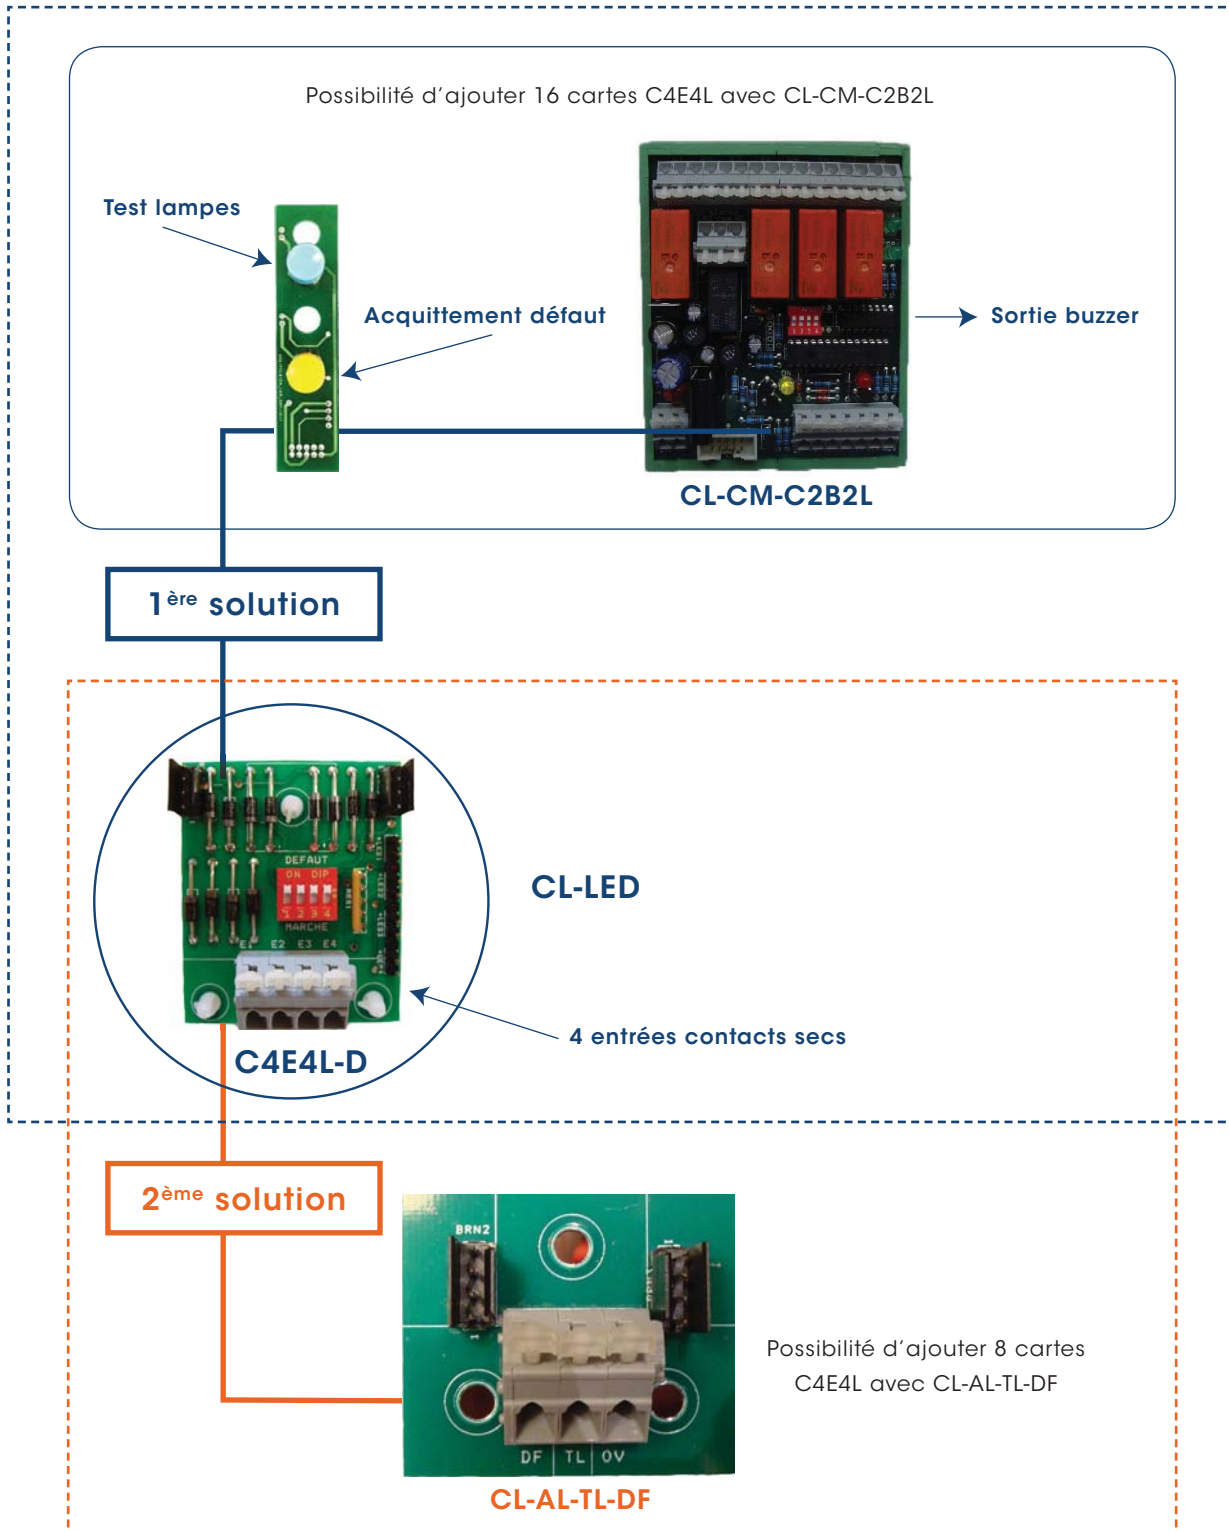 Possibilité d'ajouter 16 cartes C4E4L avec CL-CM-C2B2L
Test lampes
Acquittement défaut
Sortie buzzer
CL-CM-C2B2L
1ère solution
DEFAUT
ON DIP
1 2 3 4
MARCHE
E1 E2 E3 E4
CL-LED
4 entrées contacts secs
C4E4L-D
2ème solution
BRN2
DF TL 0V
Possibilité d'ajouter 8 cartes
C4E4L avec CL-AL-TL-DF
CL-AL-TL-DF